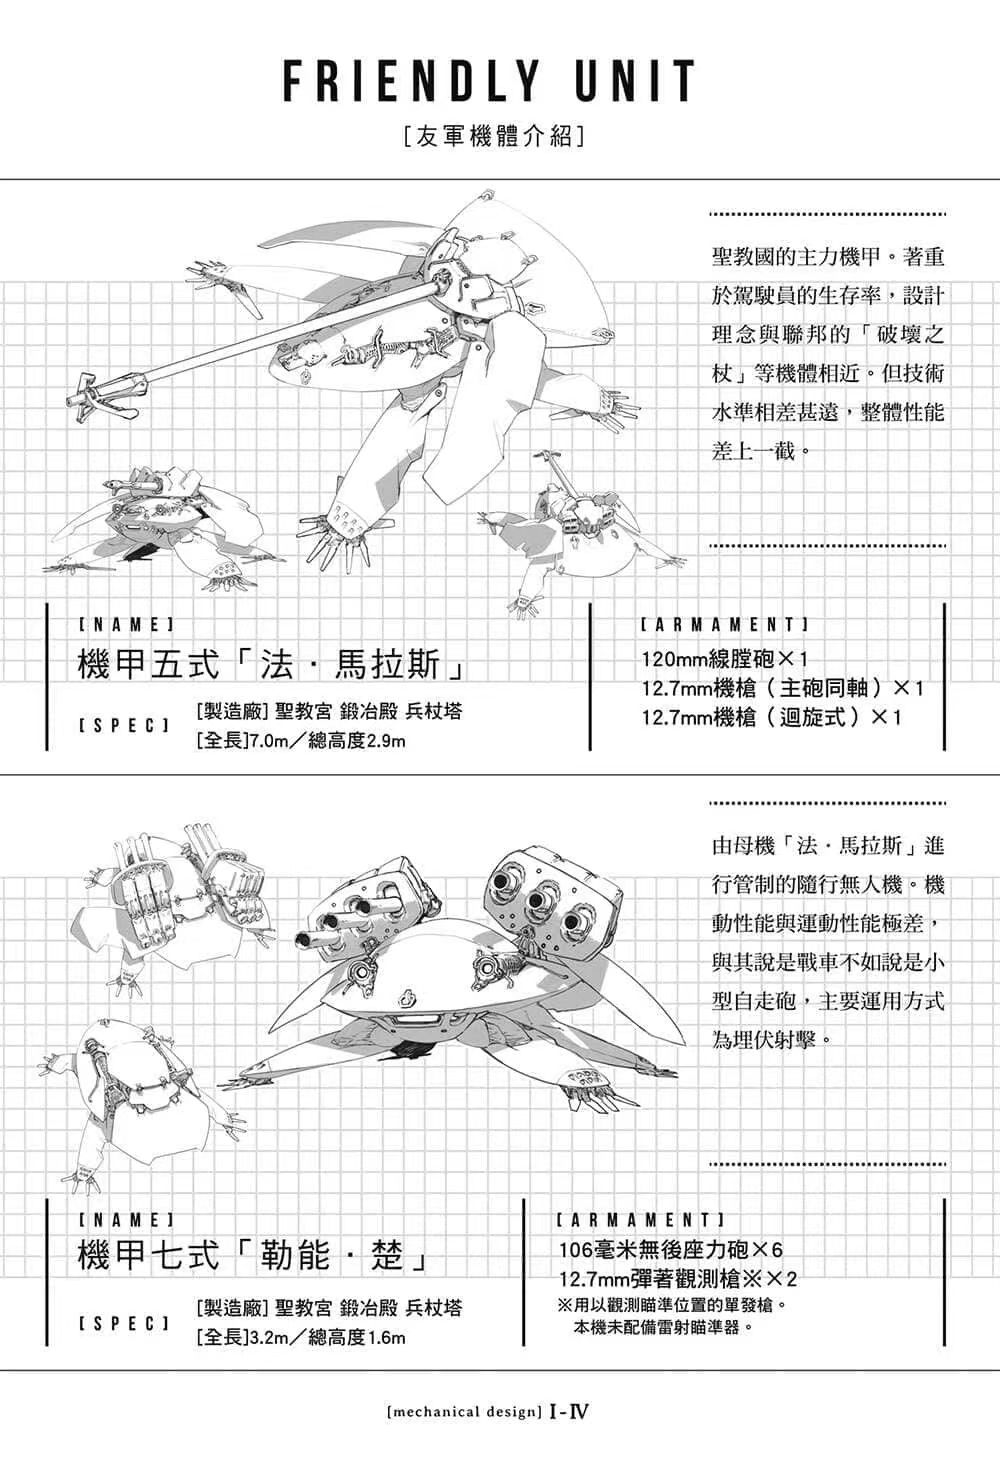 FRIENDLY UNIT
[友軍機體介紹]
聖教國的主力機甲。著重
於駕駛員的生存率，設計
理念與聯邦的「破壞之
杖」等機體相近。但技術
水準相差甚遠，整體性能
差上一截。
[NAME]
機甲五式「法．馬拉斯」
[SPEC]
[製造廠] 聖教宮 鍛冶殿 兵杖塔
[全長]7.0m／總高度2.9m
[ARMAMENT]
120mm線膛砲×1
12.7mm機槍（主砲同軸）×1
12.7mm機槍（迴旋式）×1
由母機「法．馬拉斯」進
行管制的隨行無人機。機
動性能與運動性能極差，
與其說是戰車不如說是小
型自走砲，主要運用方式
為埋伏射擊。
[NAME]
機甲七式「勒能．楚」
[SPEC]
[製造廠] 聖教宮 鍛冶殿 兵杖塔
[全長]3.2m／總高度1.6m
[ARMAMENT]
106毫米無後座力砲×6
12.7mm彈著觀測槍※×2
※用以觀測瞄準位置的單發槍。
本機未配備雷射瞄準器。
[mechanical design] I-IV